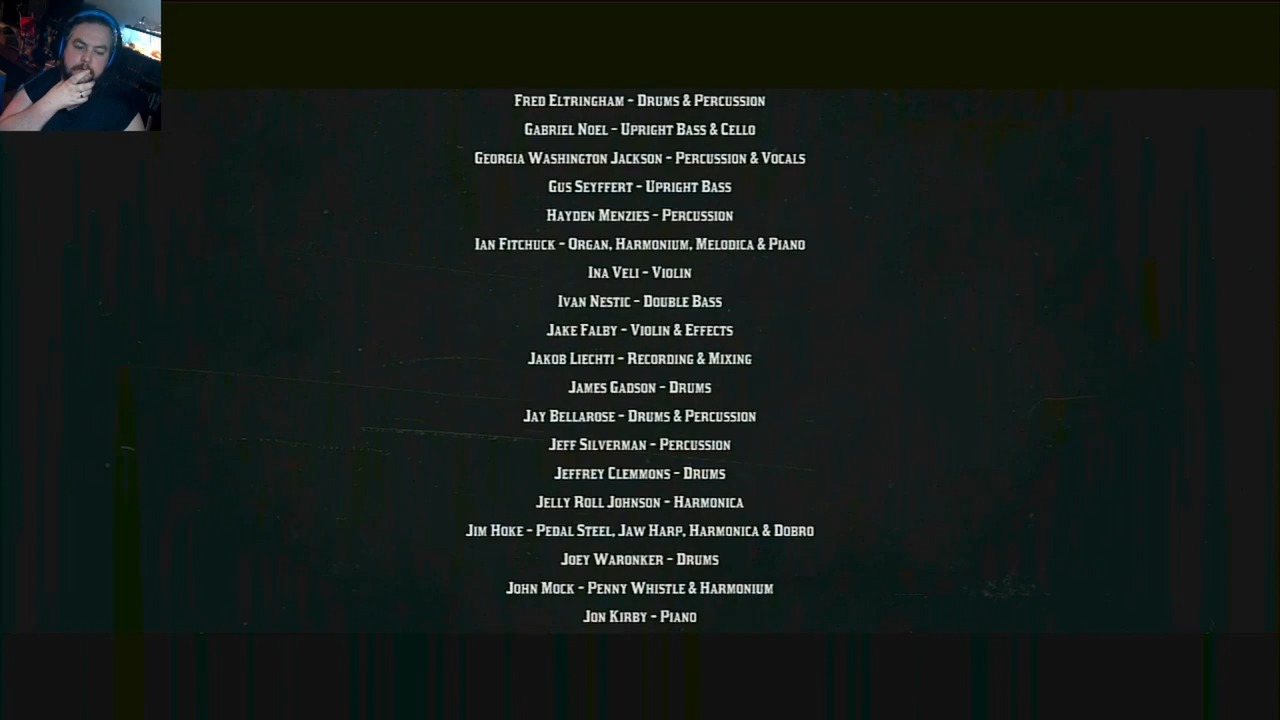 Fred Eltringham – Drums & Percussion
Gabriel Noel – Upright Bass & Cello
Georgia Washington Jackson – Percussion & Vocals
Gus Seyffert – Upright Bass
Hayden Menzies – Percussion
Ian Fitchuck – Organ, Harmonium, Melodica & Piano
Ina Veli – Violin
Ivan Nestic – Double Bass
Jake Falby – Violin & Effects
Jakob Liechti – Recording & Mixing
James Gadson – Drums
Jay Bellarose – Drums & Percussion
Jeff Silverman – Percussion
Jeffrey Clemmons – Drums
Jelly Roll Johnson – Harmonica
Jim Hoke – Pedal Steel, Jaw Harp, Harmonica & Dobro
Joey Waronker – Drums
John Mock – Penny Whistle & Harmonium
Jon Kirby – Piano